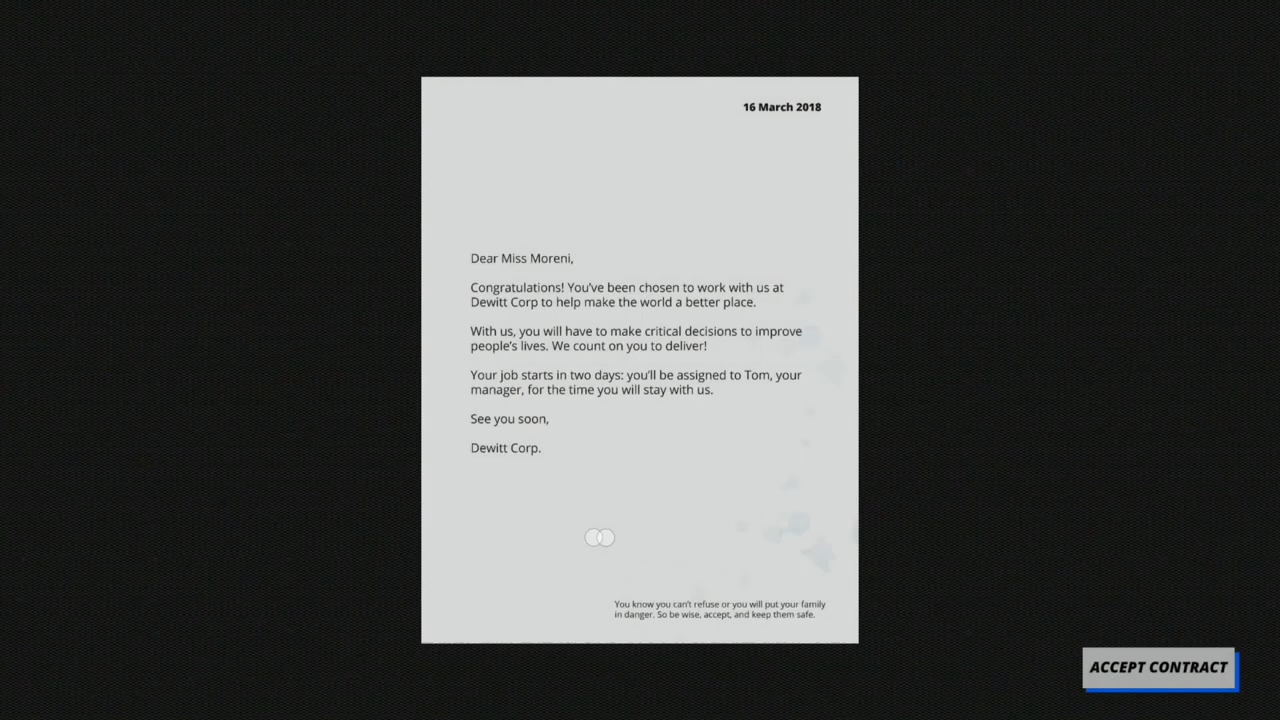 16 March 2018
Dear Miss Moreni,
Congratulations! You've been chosen to work with us at
Dewitt Corp to help make the world a better place.
With us, you will have to make critical decisions to improve
people's lives. We count on you to deliver!
Your job starts in two days: you'll be assigned to Tom, your
manager, for the time you will stay with us.
See you soon,
Dewitt Corp.
You know you can't refuse or you will put your family
in danger. So be wise, accept, and keep them safe.
ACCEPT CONTRACT